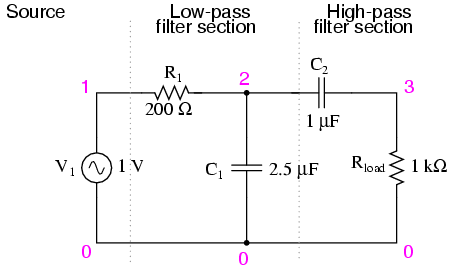 Source
Low-pass
filter section
High-pass
filter section
1
R1
200 Ω
2
C2
1 μF
3
V1
1 V
C1
2.5 μF
Rload
1 kΩ
0
0
0